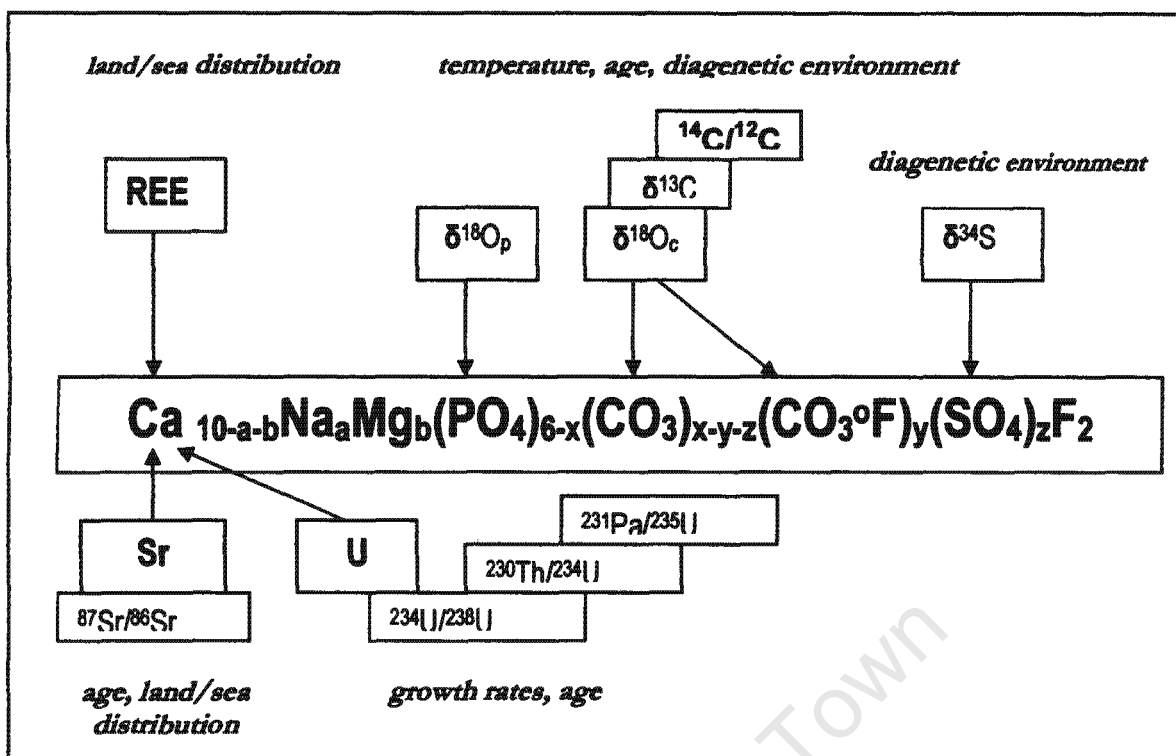 land/sea distribution temperature, age, diagenetic environment
¹⁴C/¹²C
diagenetic environment
REE δ¹³C
δ¹⁸Oₚ δ¹⁸O꜀ δ³⁴S
Ca 10-a-bNaaMgb(PO4)6-x(CO3)x-y-z(CO3ºF)y(SO4)zF2
²³¹Pa/²³⁵U
Sr U ²³⁰Th/²³⁴U
⁸⁷Sr/⁸⁶Sr ²³⁴U/²³⁸U
age, land/sea growth rates, age
distribution
Town